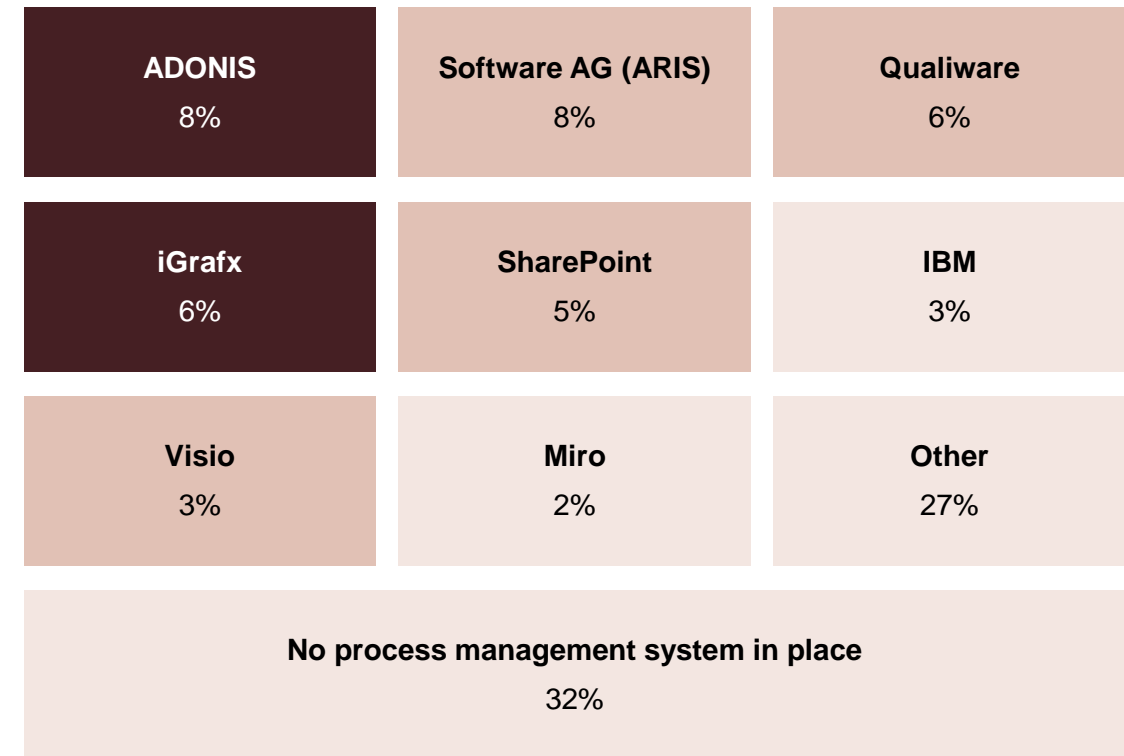 ADONIS
8%
Software AG (ARIS)
8%
Qualiware
6%
iGrafx
6%
SharePoint
5%
IBM
3%
Visio
3%
Miro
2%
Other
27%
No process management system in place
32%